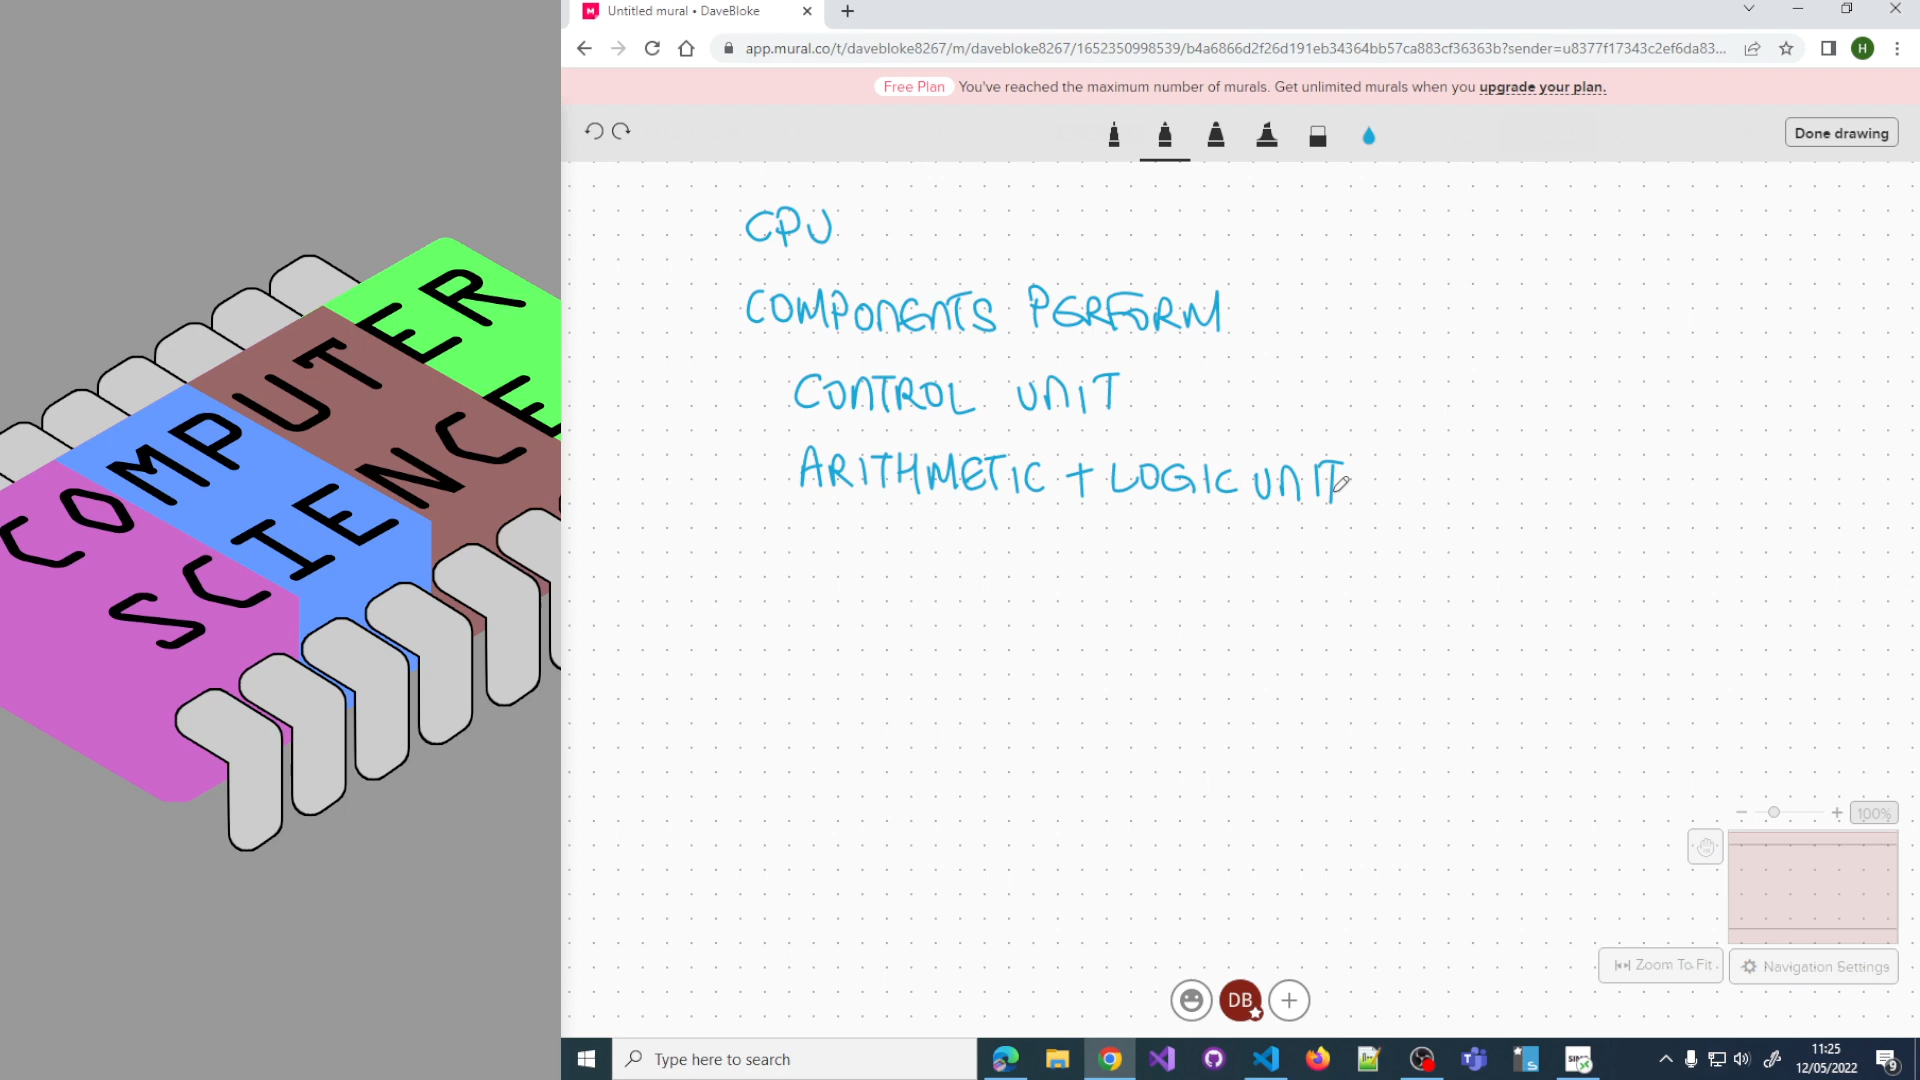 COMPUTER
SCIENCE
Untitled mural • DaveBloke
app.mural.co/t/davebloke8267/m/davebloke8267/1652350998539/b4a6866d2f26d191eb34364bb57ca883cf36363b?sender=u8377f17343c2ef6da83...
H
Free Plan You've reached the maximum number of murals. Get unlimited murals when you upgrade your plan.
Done drawing
CPU
COMPONENTS PERFORM
CONTROL UNIT
ARITHMETIC + LOGIC UNIT
100%
Zoom To Fit
Navigation Settings
DB
Type here to search
11:25
12/05/2022
9